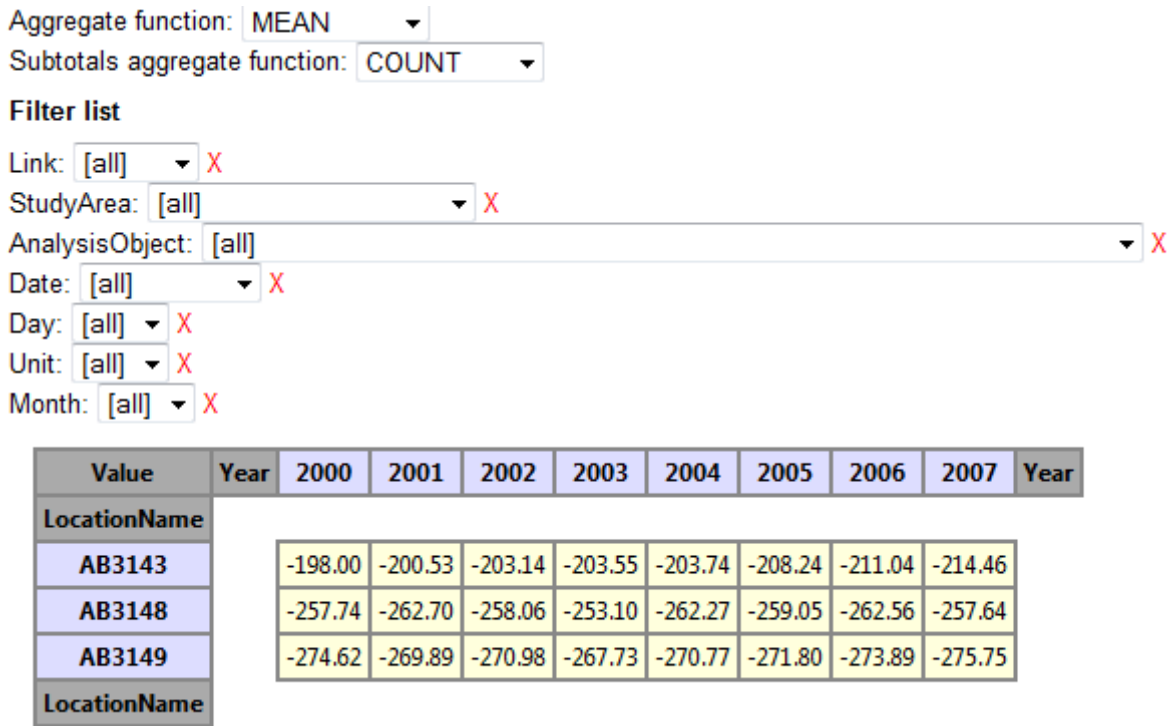 Aggregate function: MEAN
Subtotals aggregate function: COUNT
Filter list
Link: [all] X
StudyArea: [all] X
AnalysisObject: [all] X
Date: [all] X
Day: [all] X
Unit: [all] X
Month: [all] X
Value Year 2000 2001 2002 2003 2004 2005 2006 2007 Year
LocationName
AB3143 -198.00 -200.53 -203.14 -203.55 -203.74 -208.24 -211.04 -214.46
AB3148 -257.74 -262.70 -258.06 -253.10 -262.27 -259.05 -262.56 -257.64
AB3149 -274.62 -269.89 -270.98 -267.73 -270.77 -271.80 -273.89 -275.75
LocationName